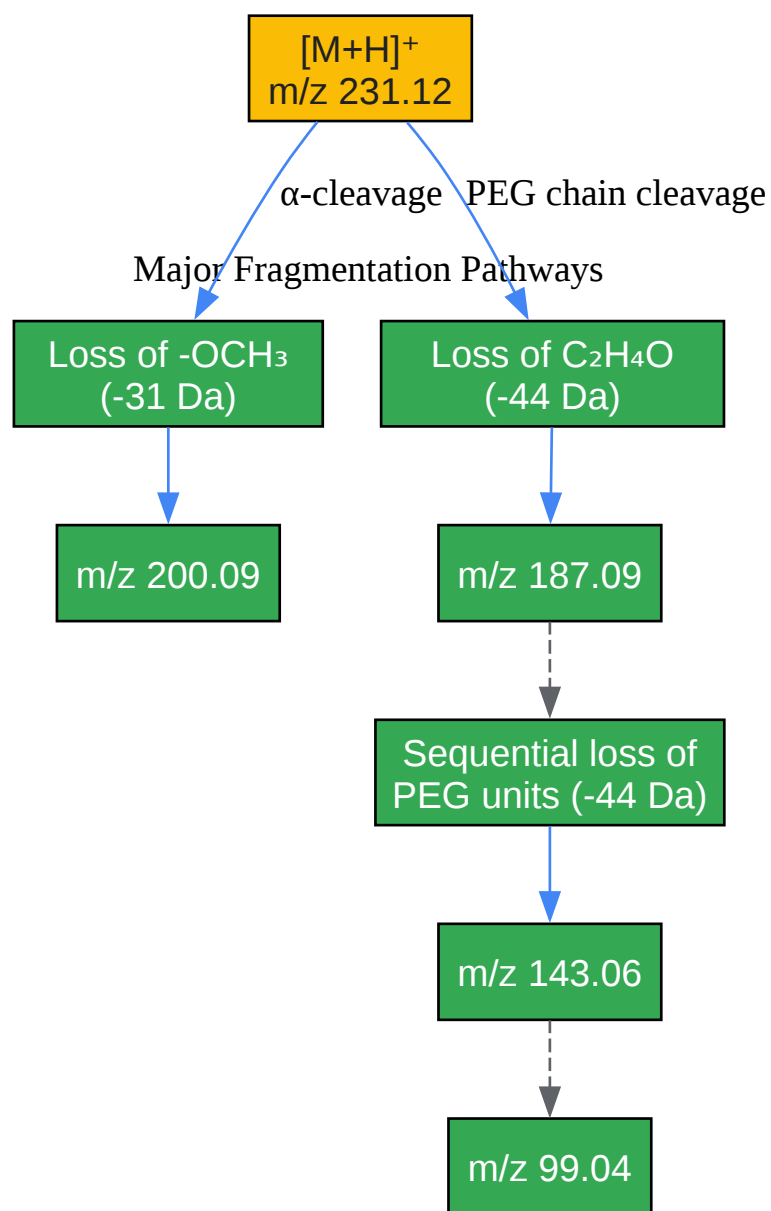 [M+H]⁺
m/z 231.12
α-cleavage
PEG chain cleavage
Major Fragmentation Pathways
Loss of -OCH₃
(-31 Da)
Loss of C₂H₄O
(-44 Da)
m/z 200.09
m/z 187.09
Sequential loss of
PEG units (-44 Da)
m/z 143.06
m/z 99.04